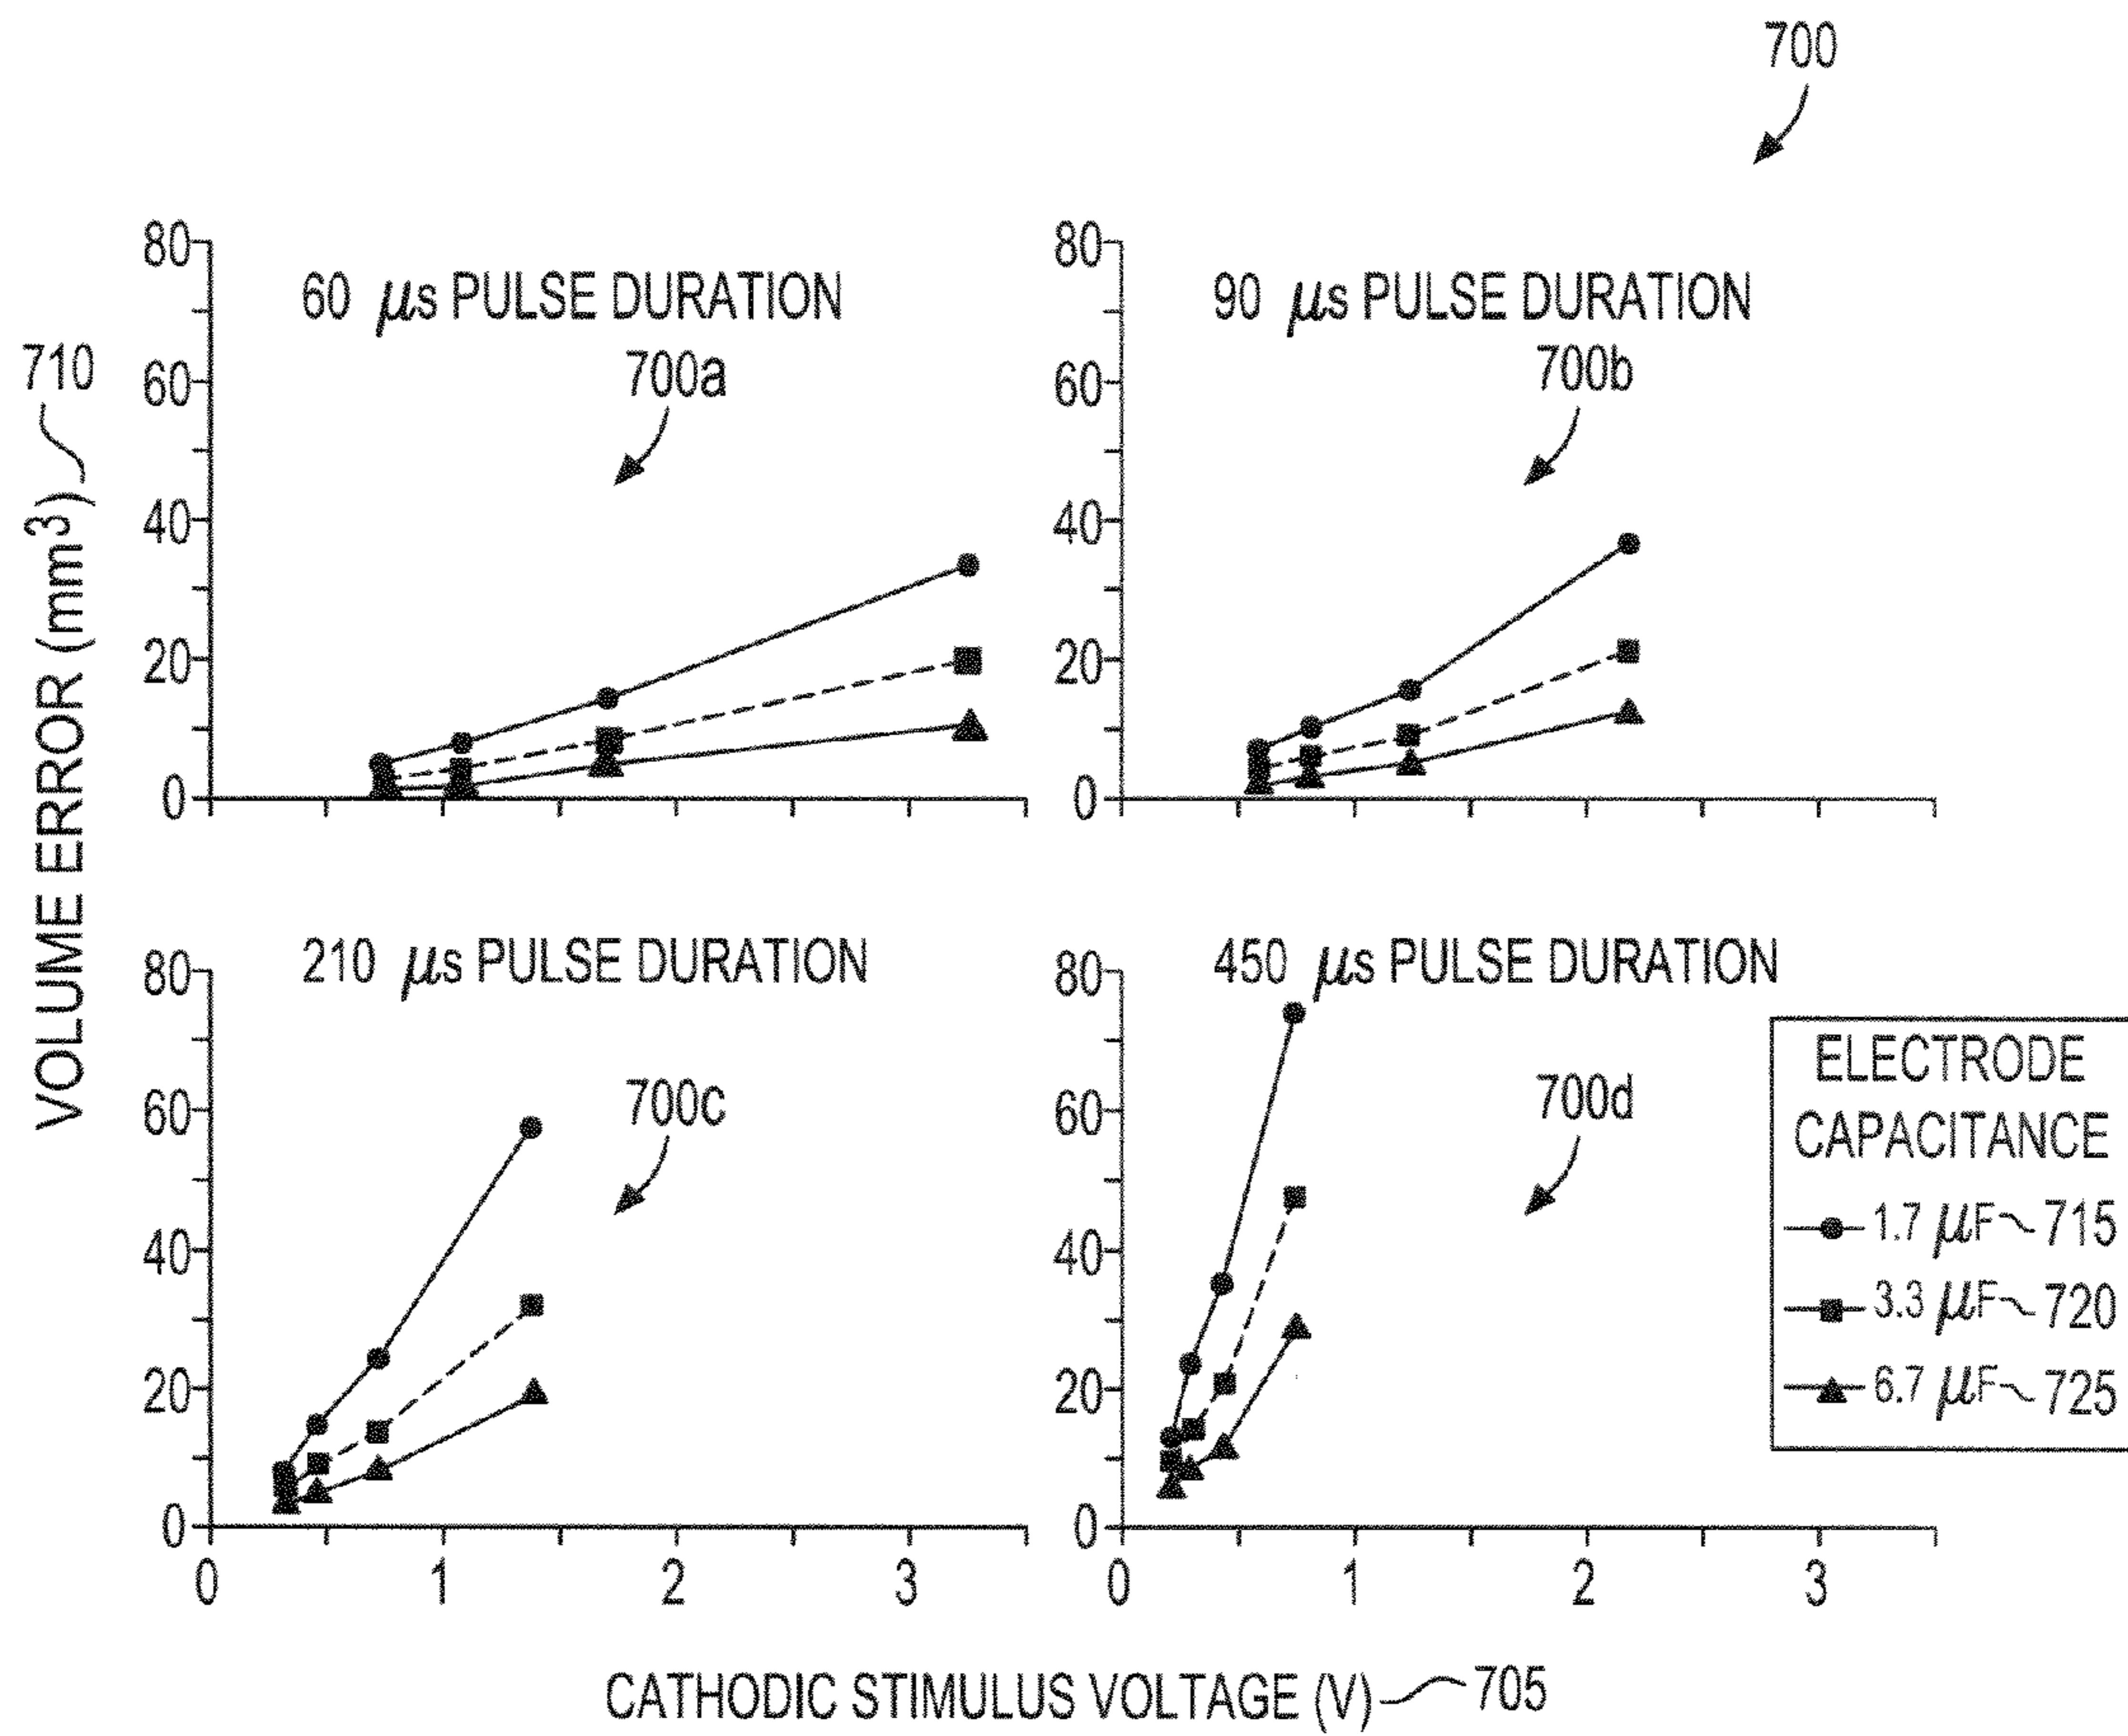 700
80
60 μs PULSE DURATION
700a
60
40
20
0
80
90 μs PULSE DURATION
700b
60
40
20
0
710
VOLUME ERROR (mm³)
80
210 μs PULSE DURATION
700c
60
40
20
0
0 1 2 3
80
450 μs PULSE DURATION
700d
60
40
20
0
0 1 2 3
ELECTRODE
CAPACITANCE
1.7 μF 715
3.3 μF 720
6.7 μF 725
CATHODIC STIMULUS VOLTAGE (V) 705